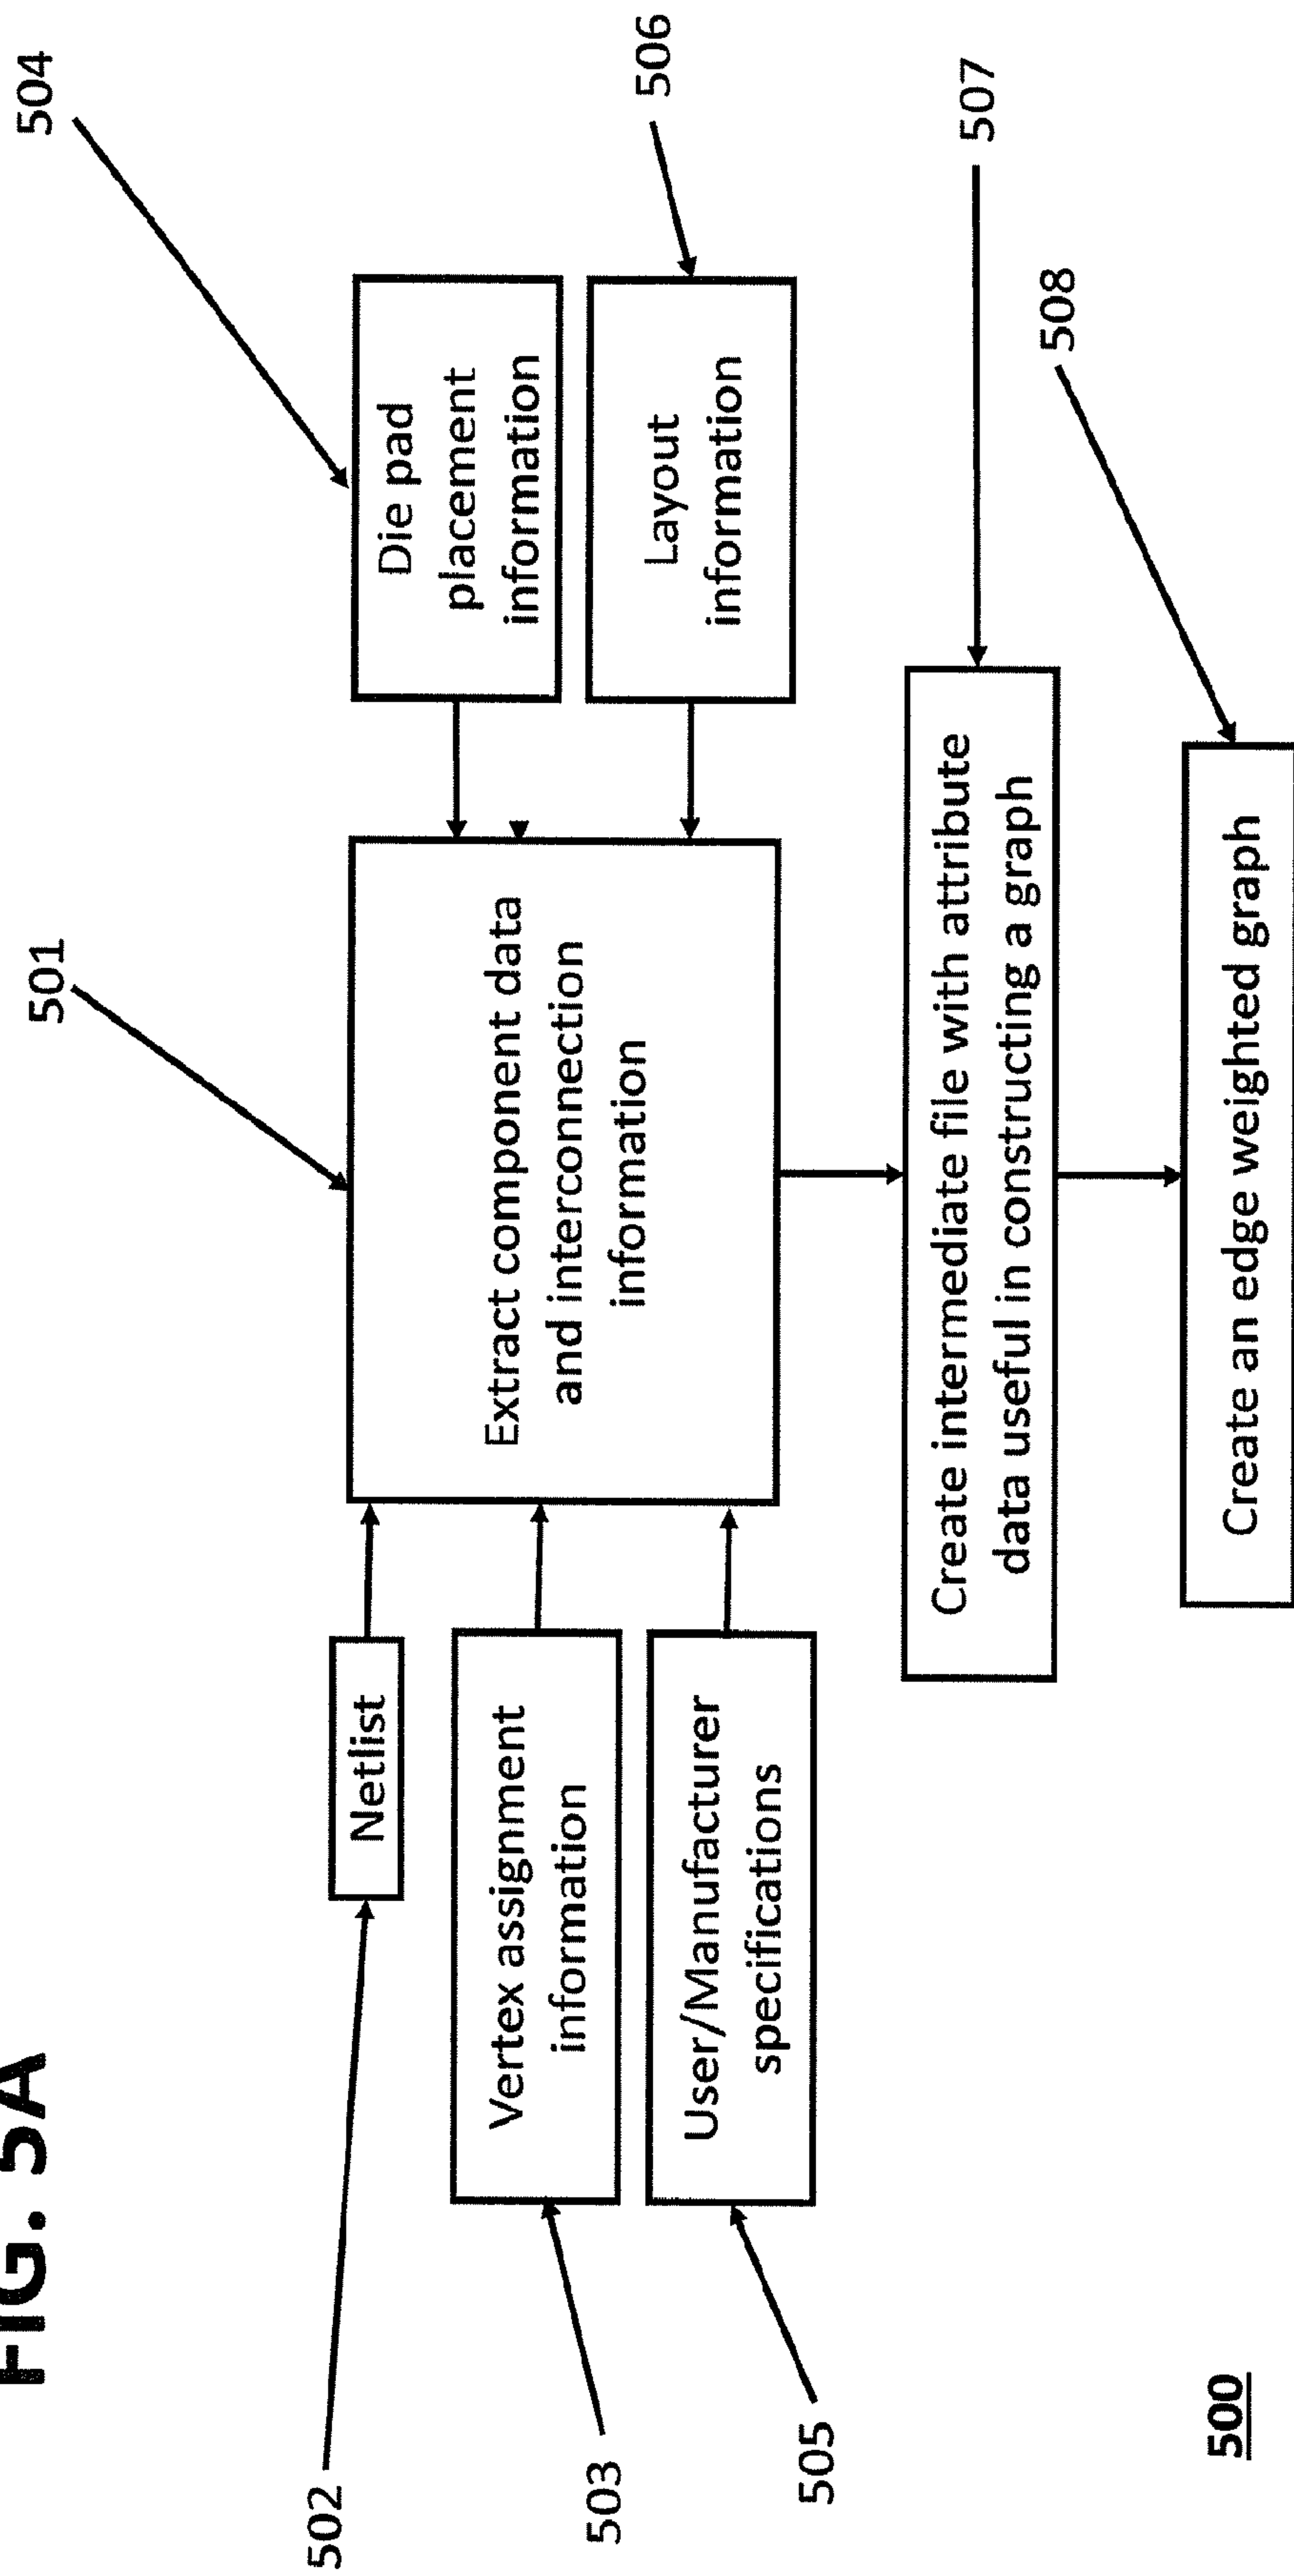 FIG. 5A
501
504
502
Netlist
Extract component data
and interconnection
information
Die pad
placement
information
503
Vertex assignment
information
Layout
information
506
505
User/Manufacturer
specifications
Create intermediate file with attribute
data useful in constructing a graph
507
508
Create an edge weighted graph
500